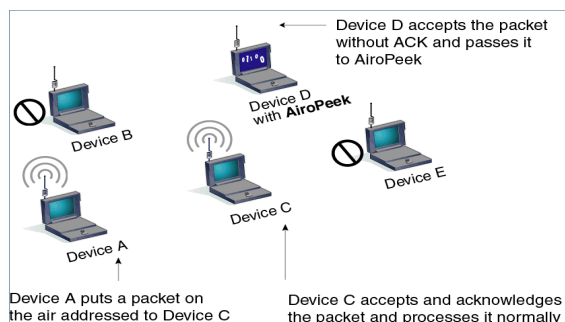 Device D accepts the packet
without ACK and passes it
to AiroPeek
Device D
with AiroPeek
Device B
Device E
Device C
Device A
Device A puts a packet on
the air addressed to Device C
Device C accepts and acknowledges
the packet and processes it normally